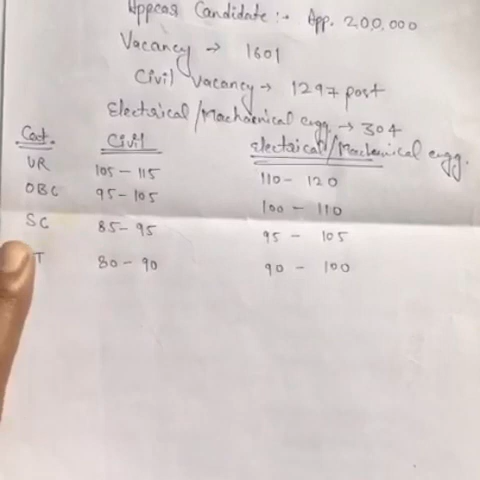 Appear Candidate :- App. 200,000
Vacancy → 1601
Civil Vacancy → 1297 post
Electrical/Machanical engg. → 304
Cat. Civil Electrical/Machenical engg.
UR 105 - 115 110 - 120
OBC 95 - 105 100 - 110
SC 85 - 95 95 - 105
T 80 - 90 90 - 100